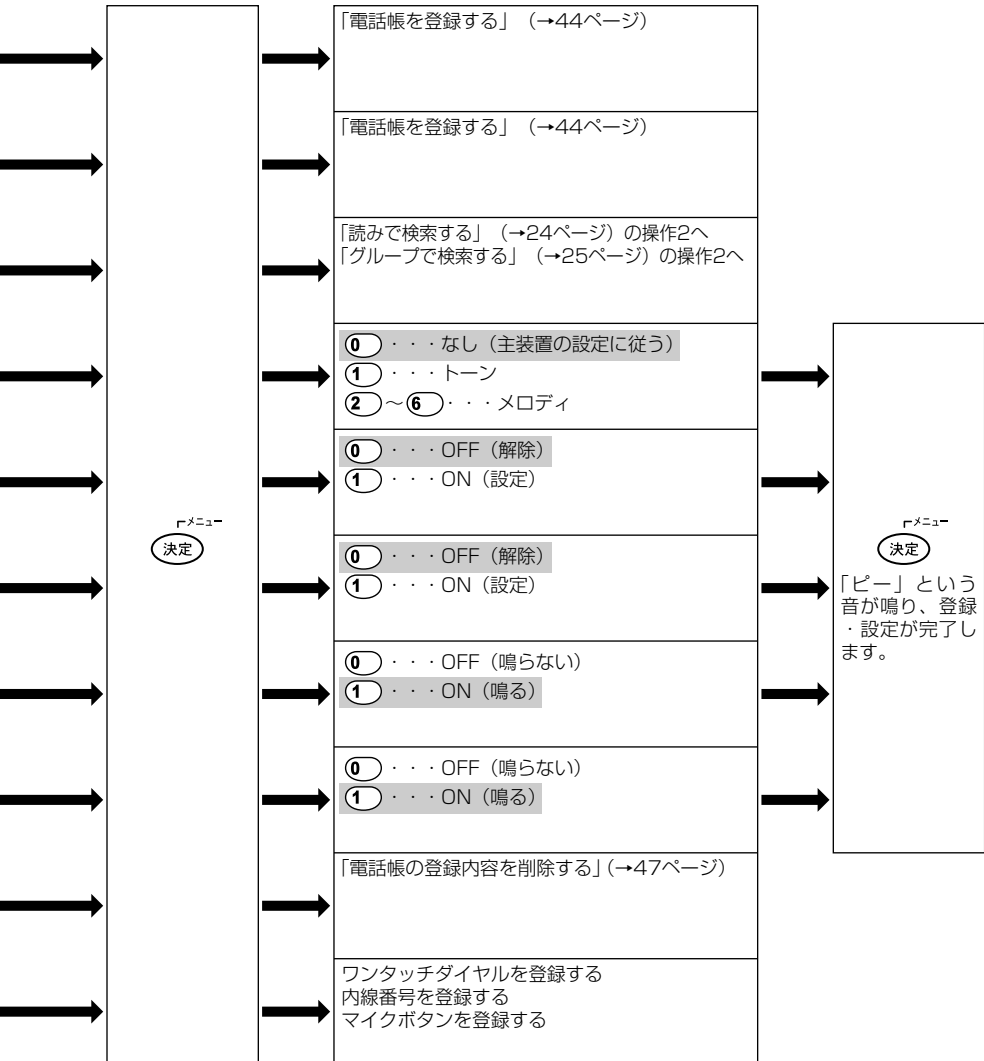 「電話帳を登録する」（→44ページ）
「電話帳を登録する」（→44ページ）
「読みで検索する」（→24ページ）の操作2へ
「グループで検索する」（→25ページ）の操作2へ
0・・・なし（主装置の設定に従う）
1・・・トーン
2～6・・・メロディ
0・・・OFF（解除）
1・・・ON（設定）
メニュー
決定
0・・・OFF（解除）
1・・・ON（設定）
メニュー
決定
「ピー」という
音が鳴り、登録
・設定が完了し
ます。
0・・・OFF（鳴らない）
1・・・ON（鳴る）
0・・・OFF（鳴らない）
1・・・ON（鳴る）
「電話帳の登録内容を削除する」（→47ページ）
ワンタッチダイヤルを登録する
内線番号を登録する
マイクボタンを登録する